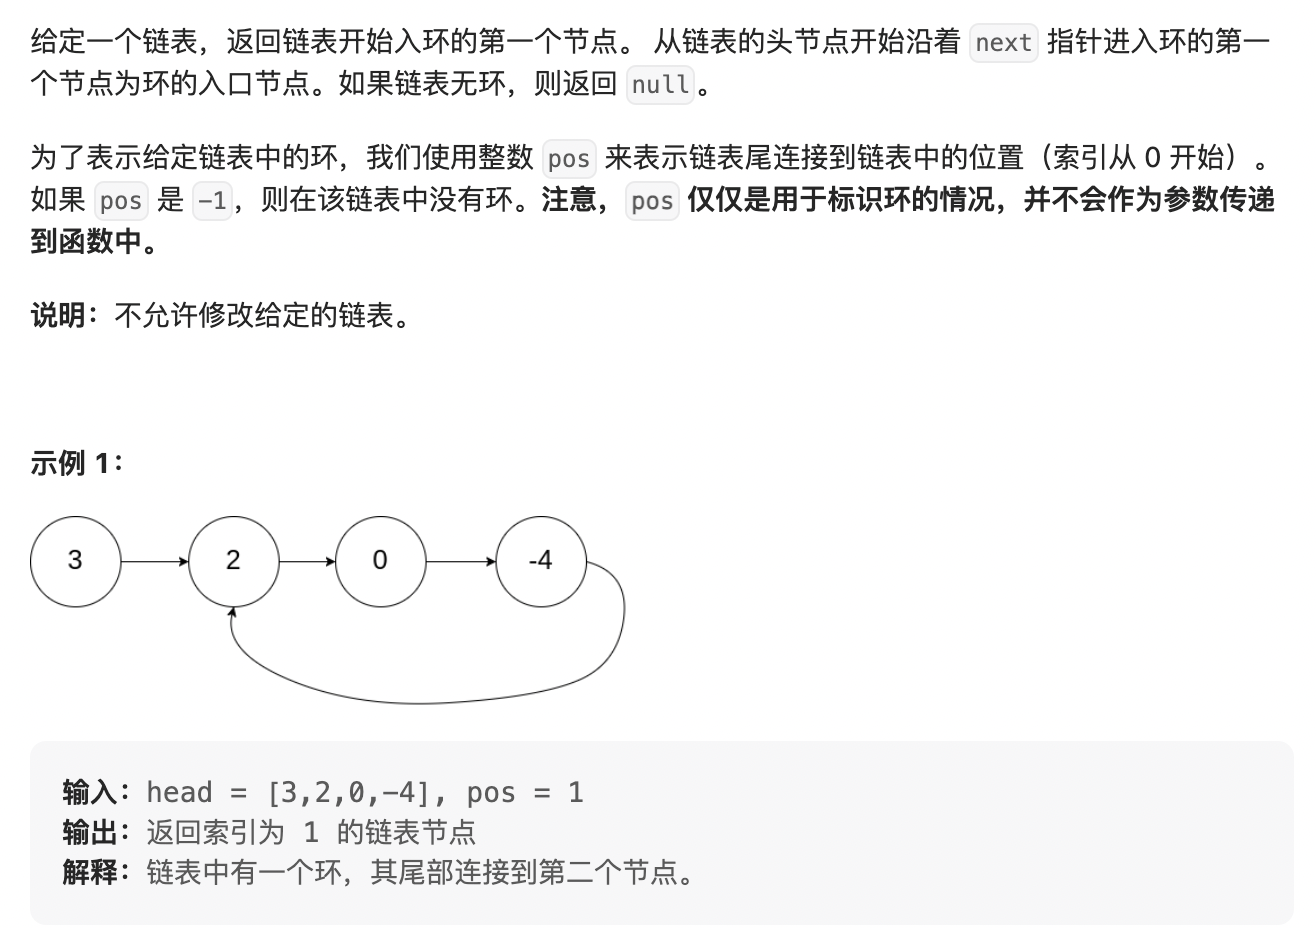 给定一个链表，返回链表开始入环的第一个节点。 从链表的头节点开始沿着 next 指针进入环的第一
个节点为环的入口节点。如果链表无环，则返回 null。
为了表示给定链表中的环，我们使用整数 pos 来表示链表尾连接到链表中的位置（索引从 0 开始）。
如果 pos 是 -1，则在该链表中没有环。注意，pos 仅仅是用于标识环的情况，并不会作为参数传递
到函数中。
说明：不允许修改给定的链表。
示例 1：
3 2 0 -4
输入：head = [3,2,0,-4], pos = 1
输出：返回索引为 1 的链表节点
解释：链表中有一个环，其尾部连接到第二个节点。